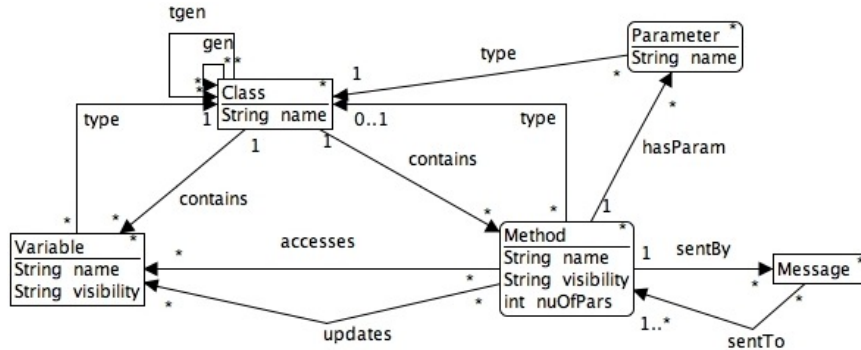 tgen
gen
* *
*
*
Class *
String name
type
1
0..1
type
1
*
Parameter *
String name
type
*
hasParam
1
1
1
contains
contains
*
*
*
*
*
1
Variable *
String name
String visibility
accesses
*
*
updates
*
*
Method *
String name
String visibility
int nuOfPars
1
sentBy
*
Message *
*
1..*
sentTo